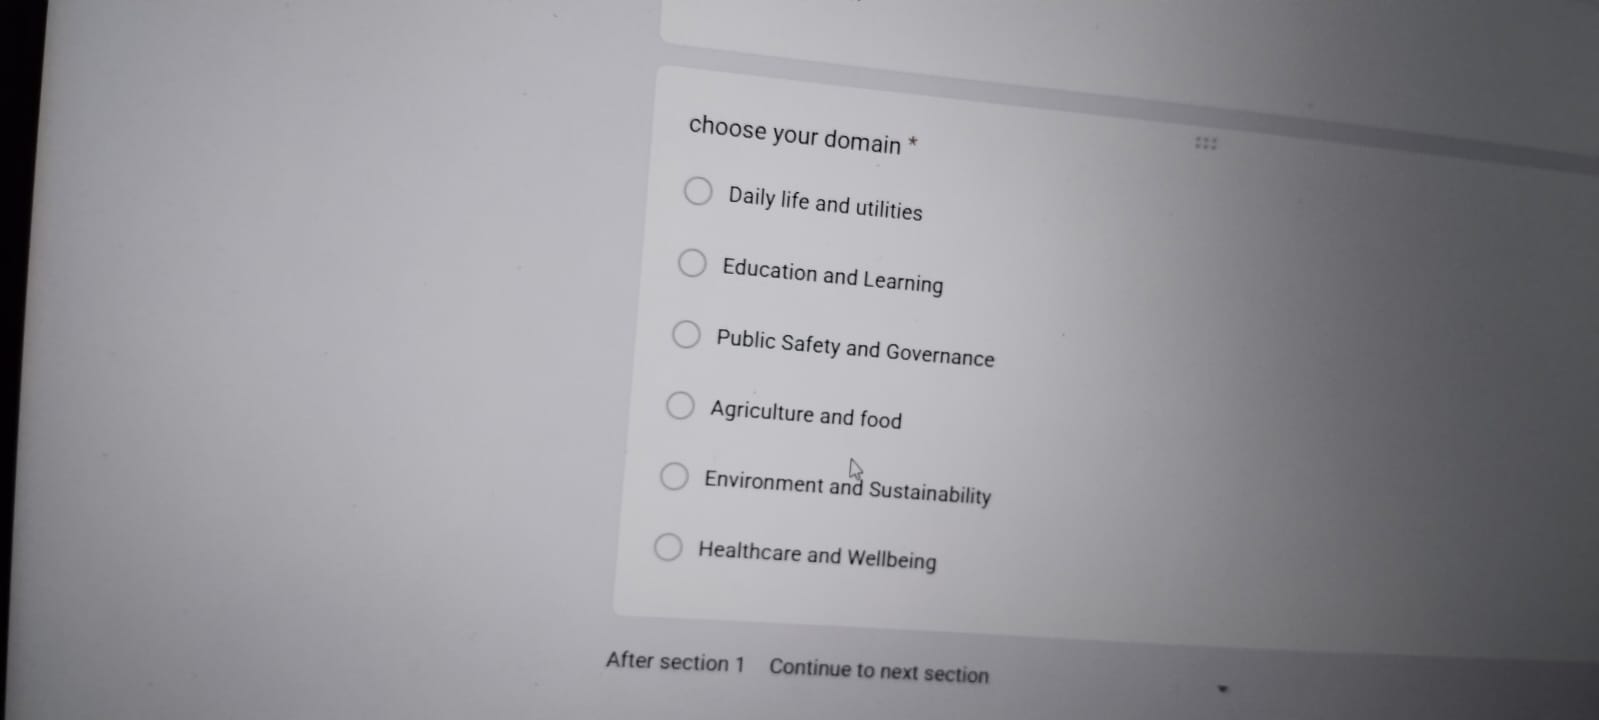 choose your domain *
Daily life and utilities
Education and Learning
Public Safety and Governance
Agriculture and food
Environment and Sustainability
Healthcare and Wellbeing
After section 1 Continue to next section